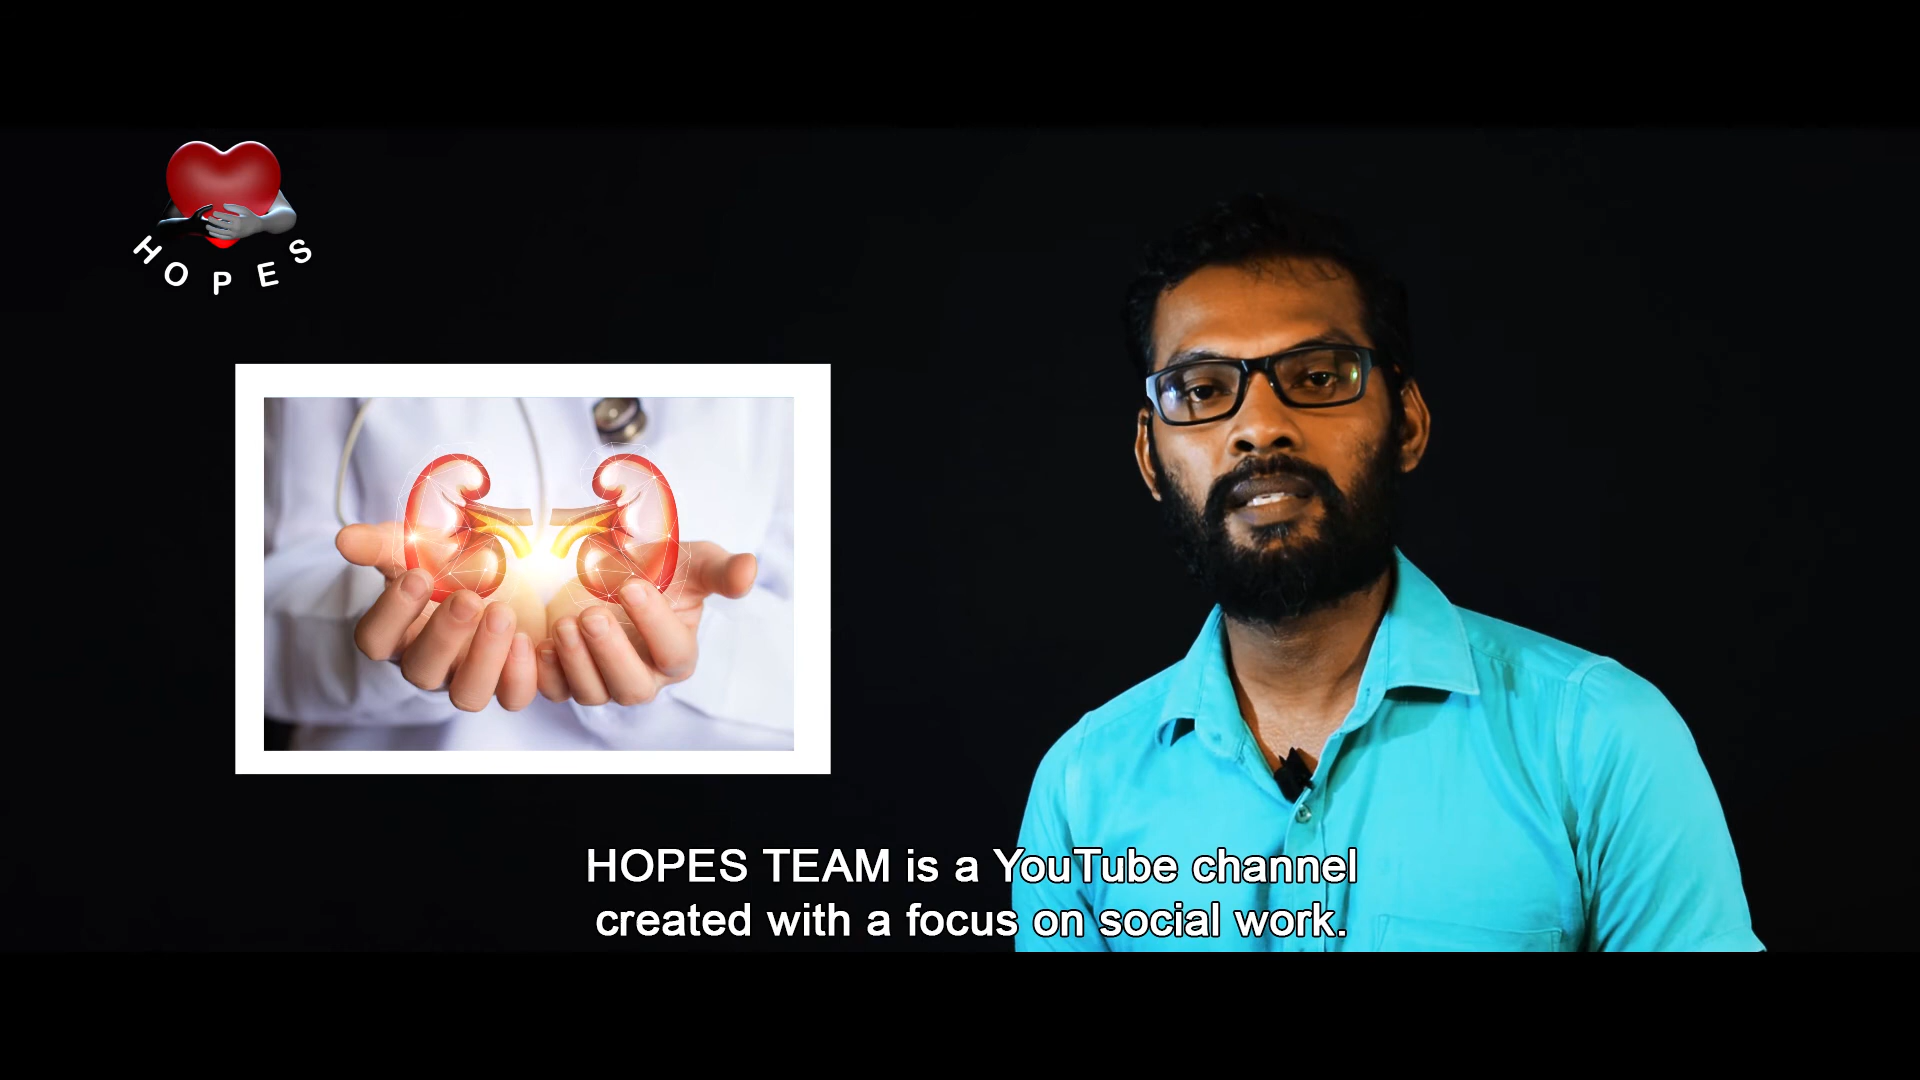 HOPES
HOPES TEAM is a YouTube channel
created with a focus on social work.